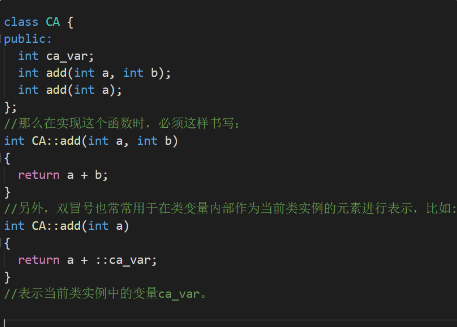 class CA {
public:
  int ca_var;
  int add(int a, int b);
  int add(int a);
};
//那么在实现这个函数时，必须这样书写：
int CA::add(int a, int b)
{
  return a + b;
}
//另外，双冒号也常常用于在类变量内部作为当前类实例的元素进行表示，比如：
int CA::add(int a)
{
  return a + ::ca_var;
}
//表示当前类实例中的变量ca_var。